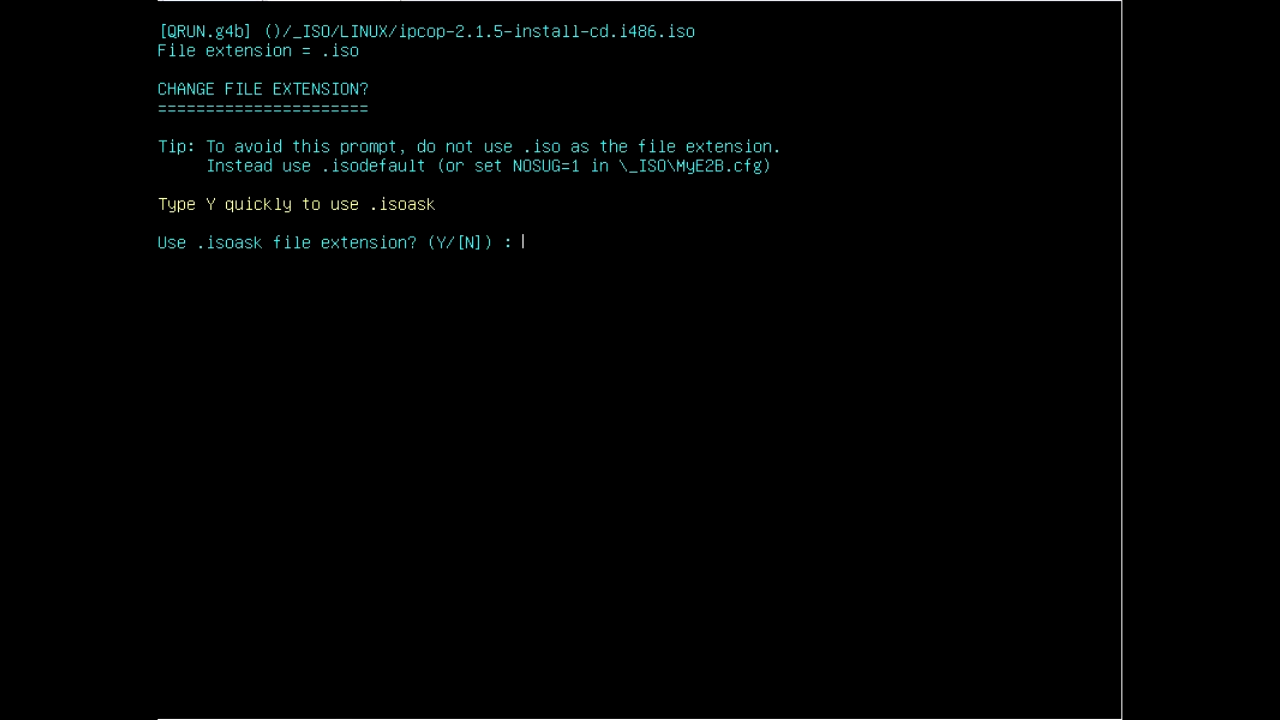 [QRUN.g4b] ()/_ISO/LINUX/ipcop-2.1.5-install-cd.i486.iso
File extension = .iso
CHANGE FILE EXTENSION?
======================
Tip: To avoid this prompt, do not use .iso as the file extension.
Instead use .isodefault (or set NOSUG=1 in \_ISO\MyE2B.cfg)
Type Y quickly to use .isoask
Use .isoask file extension? (Y/[N]) :